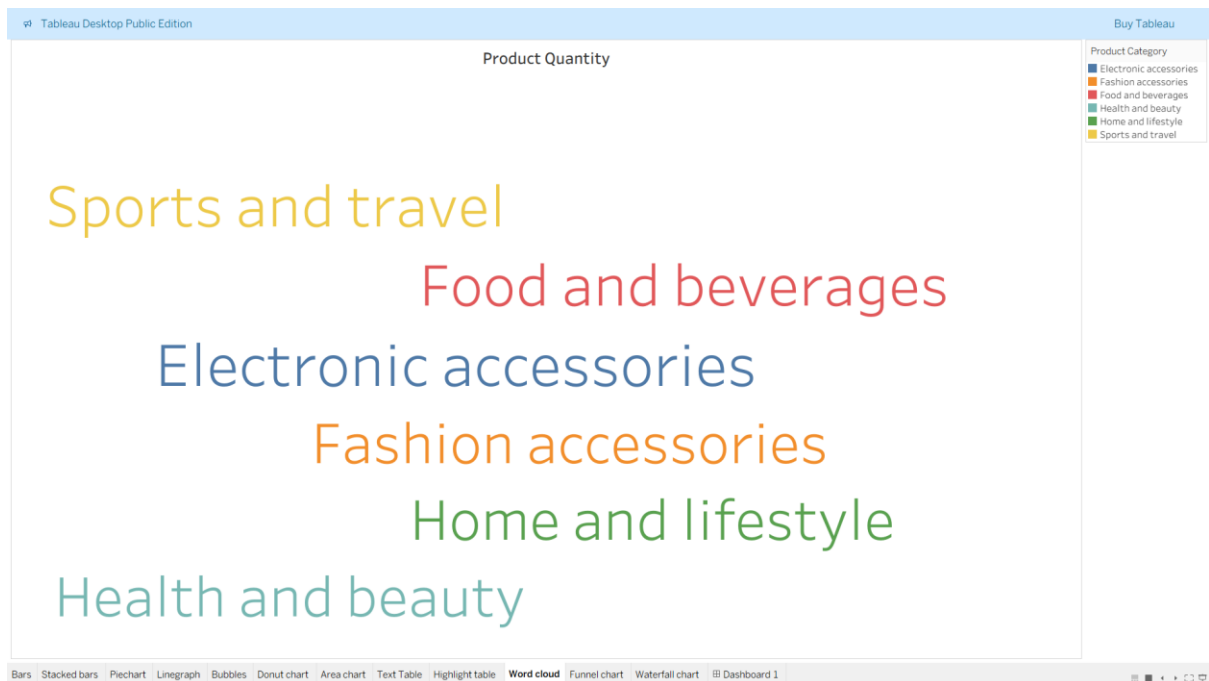 Tableau Desktop Public Edition
Buy Tableau
Product Quantity
Product Category
Electronic accessories
Fashion accessories
Food and beverages
Health and beauty
Home and lifestyle
Sports and travel
Sports and travel
Food and beverages
Electronic accessories
Fashion accessories
Home and lifestyle
Health and beauty
Bars Stacked bars Piechart Linegraph Bubbles Donut chart Area chart Text Table Highlight table Word cloud Funnel chart Waterfall chart Dashboard 1